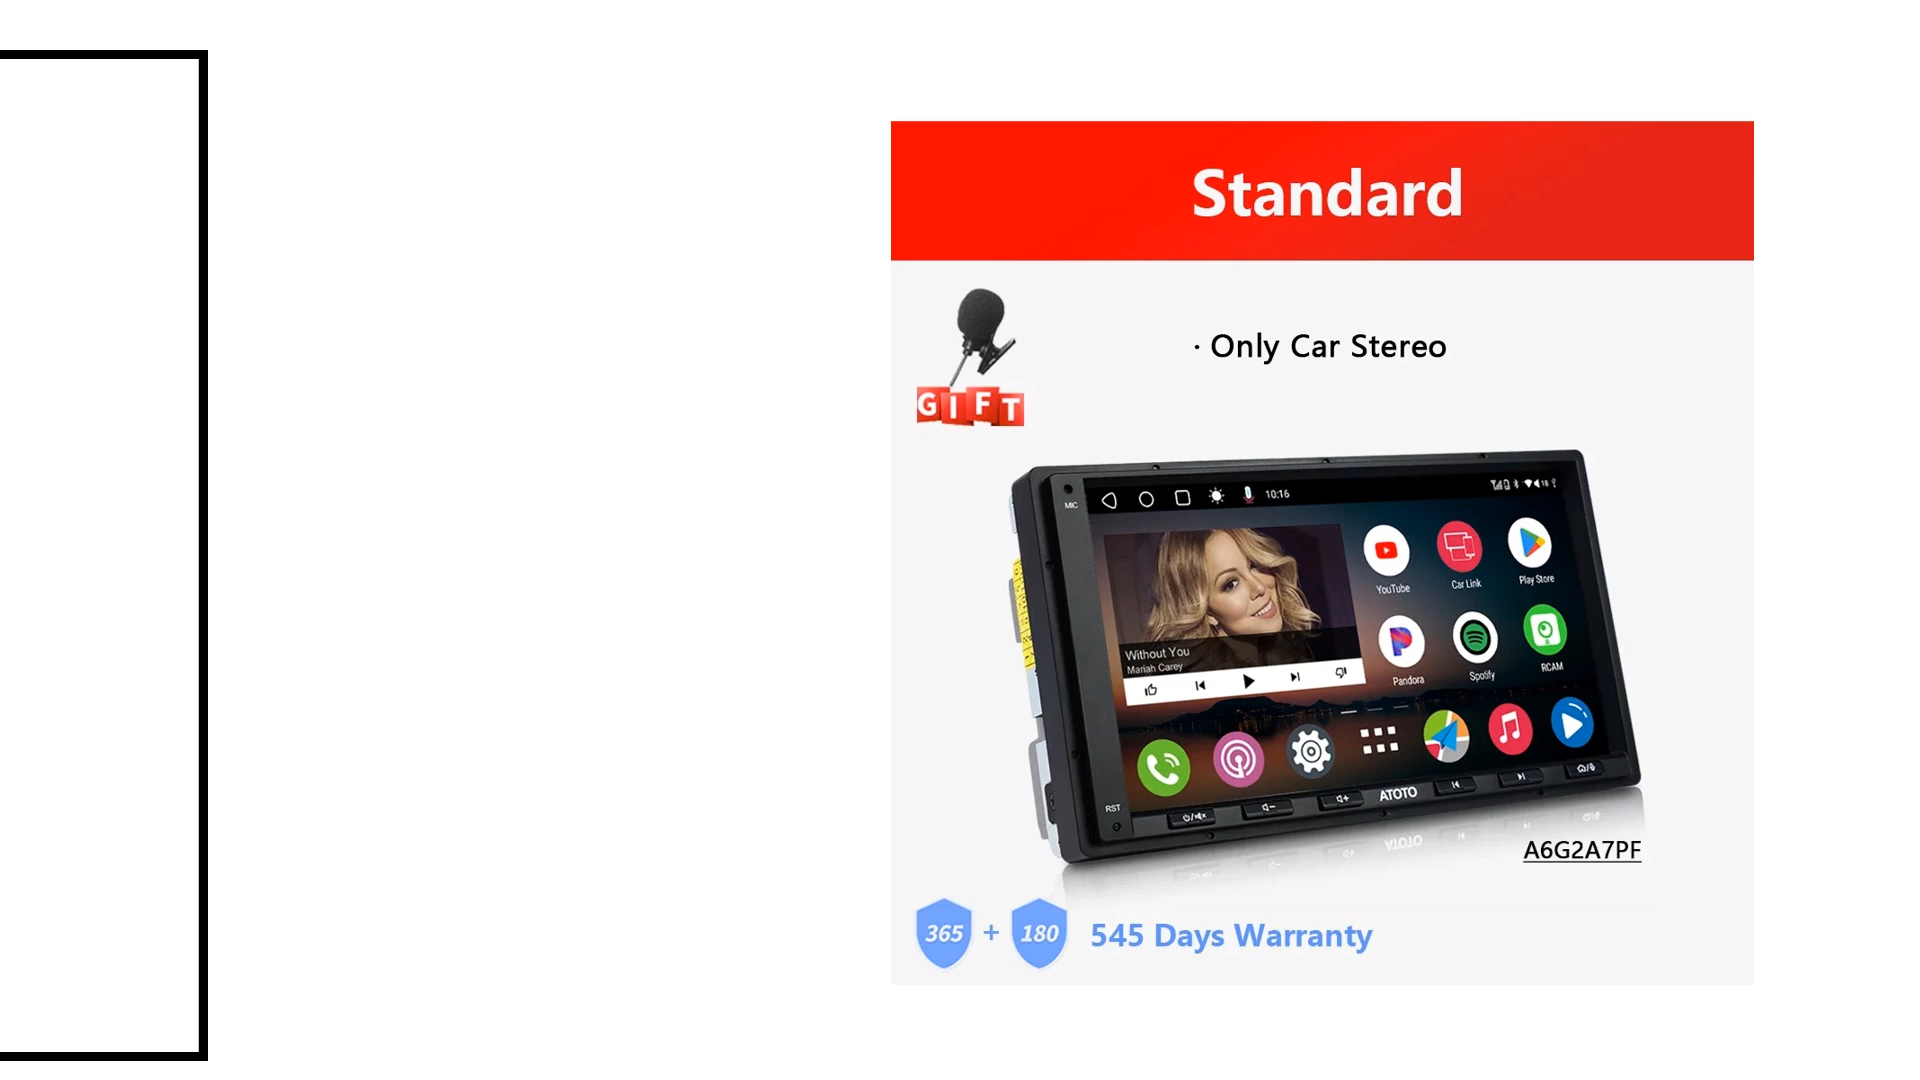 Standard
· Only Car Stereo
GIFT
MIC
10:16
18
YouTube
Car Link
Play Store
Without You
Mariah Carey
Pandora
Spotify
RCAM
RST
ATOTO
A6G2A7PF
365 + 180 545 Days Warranty